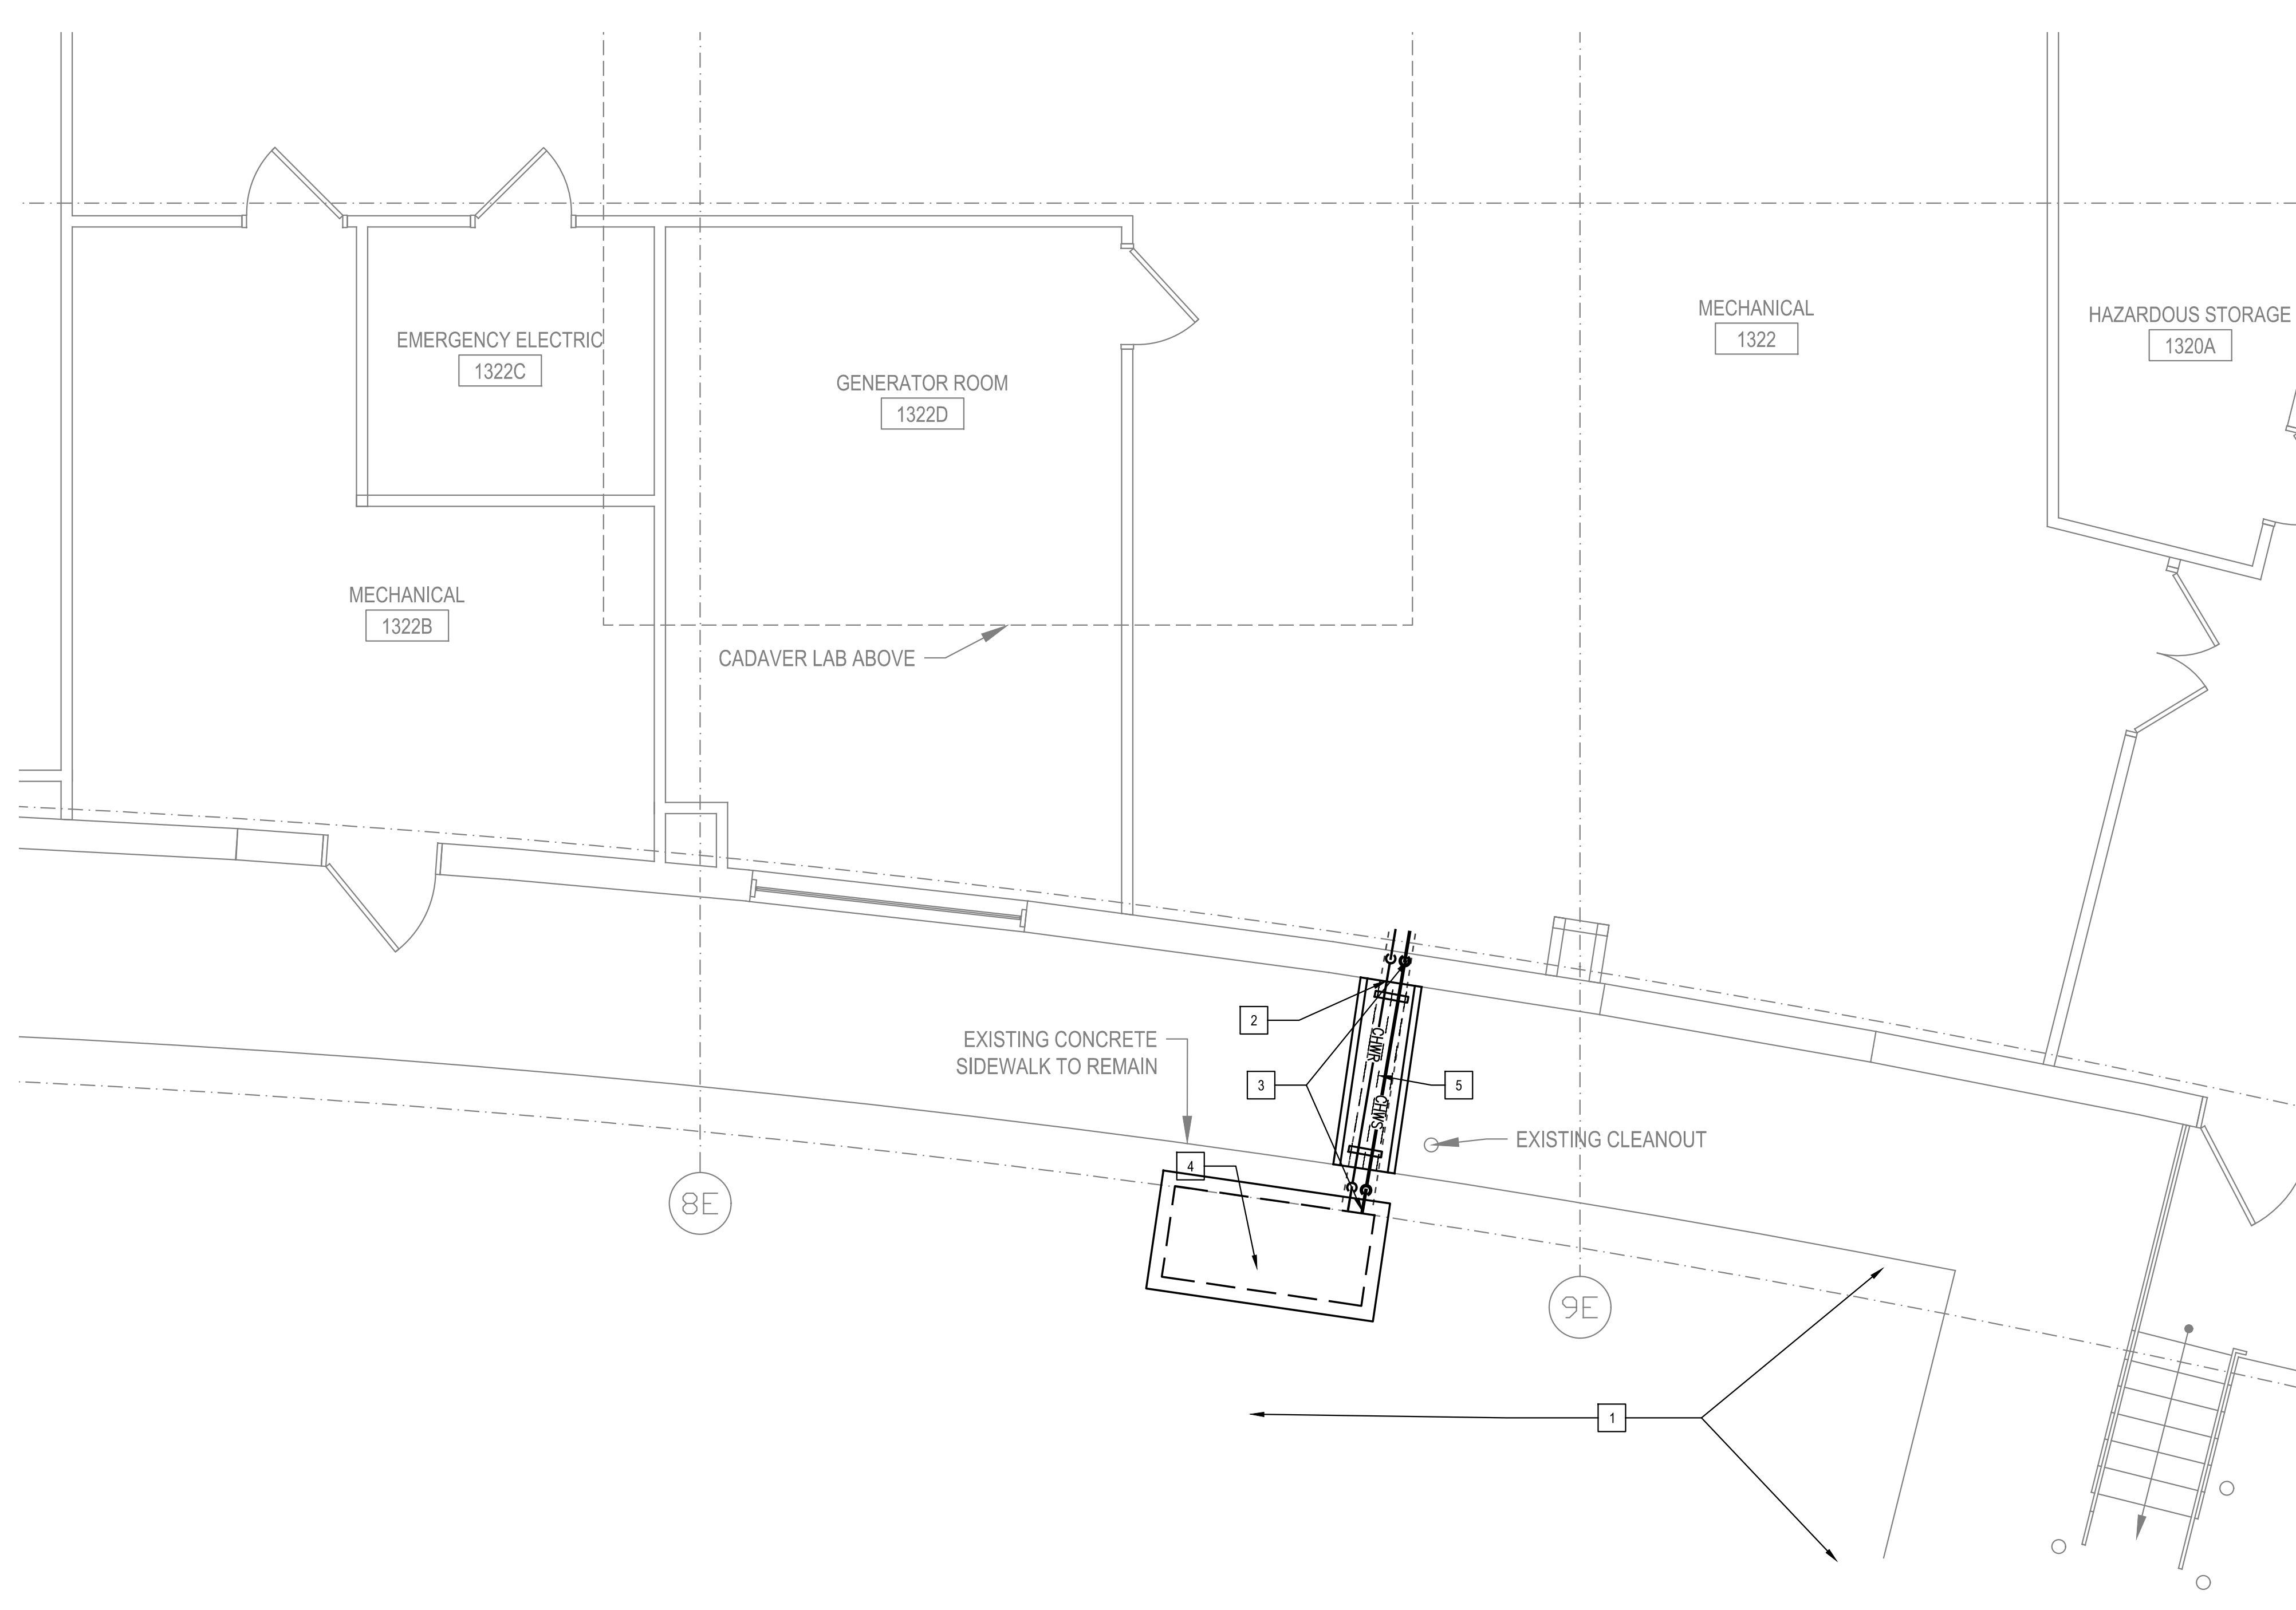 MECHANICAL
1322
HAZARDOUS STORAGE
1320A
EMERGENCY ELECTRIC
1322C
GENERATOR ROOM
1322D
MECHANICAL
1322B
CADAVER LAB ABOVE
2
EXISTING CONCRETE
SIDEWALK TO REMAIN
CHWR
3
5
CHWS
EXISTING CLEANOUT
4
8E
9E
1